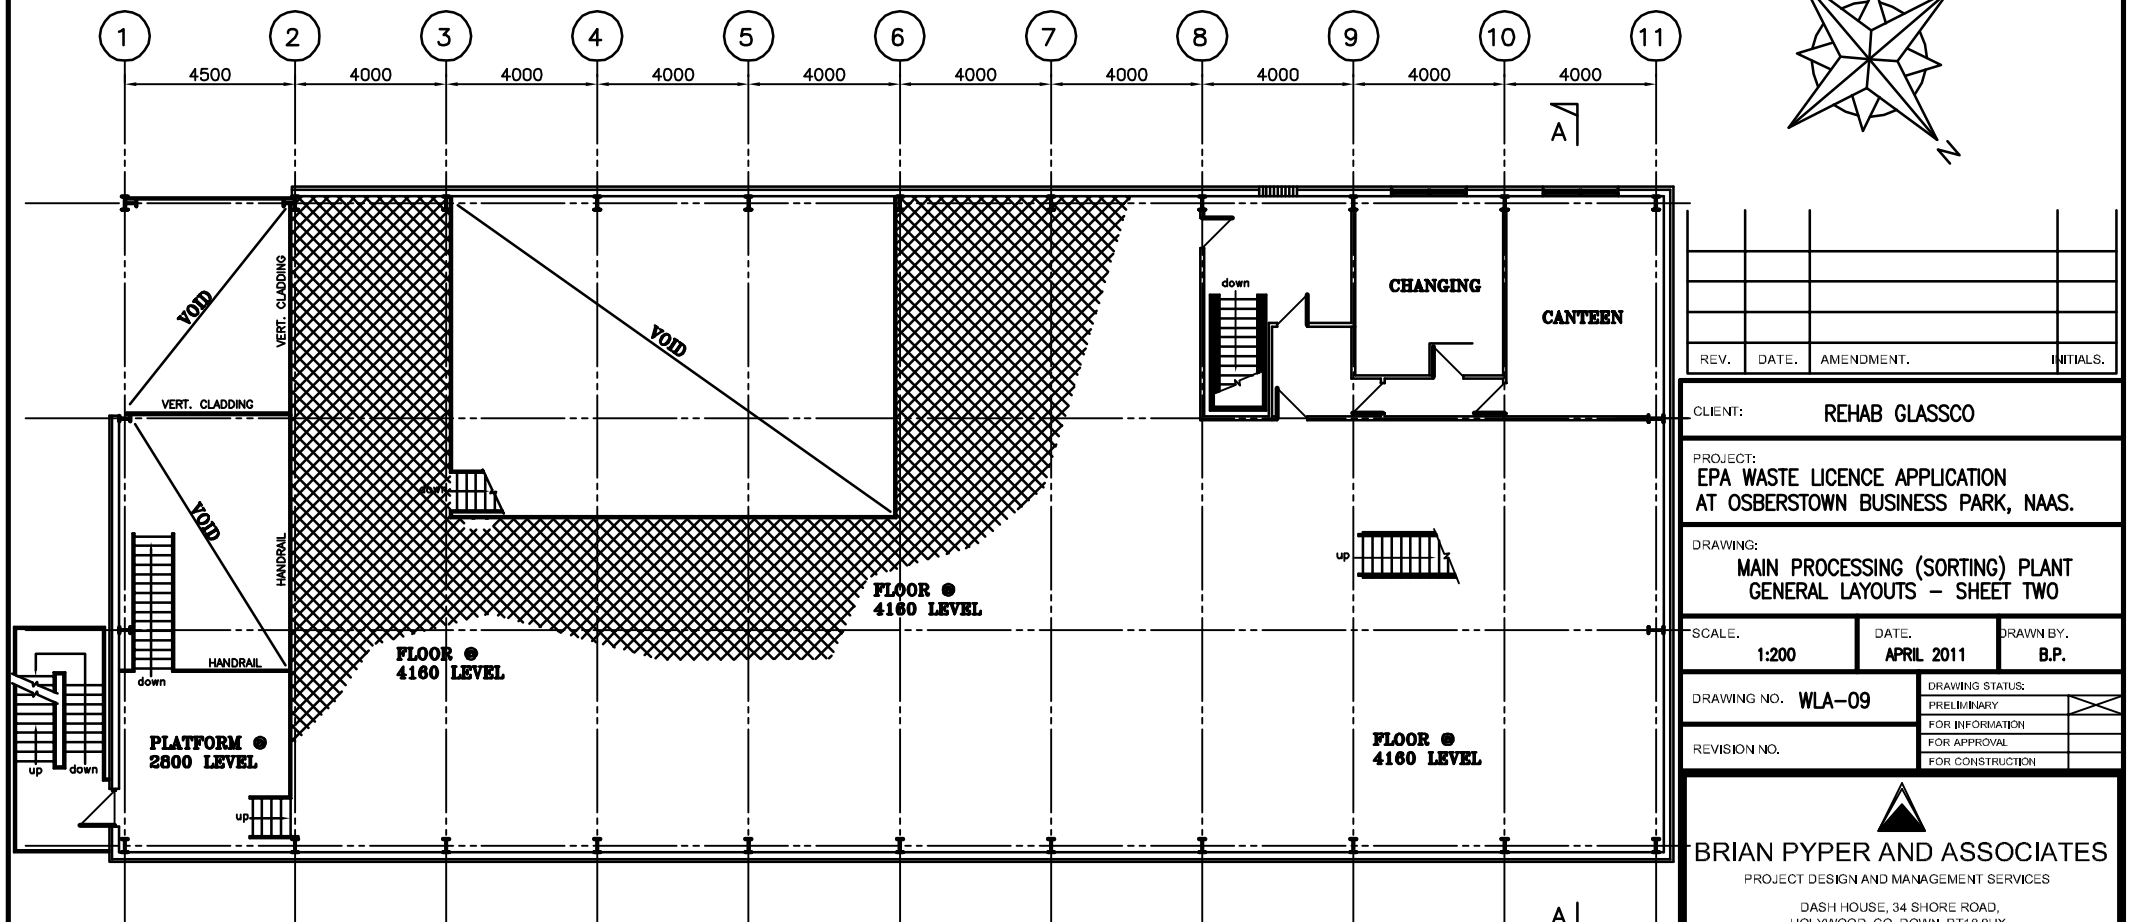 1 2 3 4 5 6 7 8 9 10 11
4500 4000 4000 4000 4000 4000 4000 4000 4000 4000
A
N
VOID
VERT. CLADDING
VERT. CLADDING
VOID
down
CHANGING
CANTEEN
down
VOID
HANDRAIL
HANDRAIL
down
up
FLOOR @
4160 LEVEL
FLOOR @
4160 LEVEL
FLOOR @
4160 LEVEL
PLATFORM @
2800 LEVEL
up
down
up
A
REV. DATE. AMENDMENT. INITIALS.
CLIENT: REHAB GLASSCO
PROJECT:
EPA WASTE LICENCE APPLICATION
AT OSBERSTOWN BUSINESS PARK, NAAS.
DRAWING:
MAIN PROCESSING (SORTING) PLANT
GENERAL LAYOUTS – SHEET TWO
SCALE. DATE. DRAWN BY.
1:200 APRIL 2011 B.P.
DRAWING NO. WLA-09
REVISION NO.
DRAWING STATUS:
PRELIMINARY
FOR INFORMATION
FOR APPROVAL
FOR CONSTRUCTION
BRIAN PYPER AND ASSOCIATES
PROJECT DESIGN AND MANAGEMENT SERVICES
DASH HOUSE, 34 SHORE ROAD,